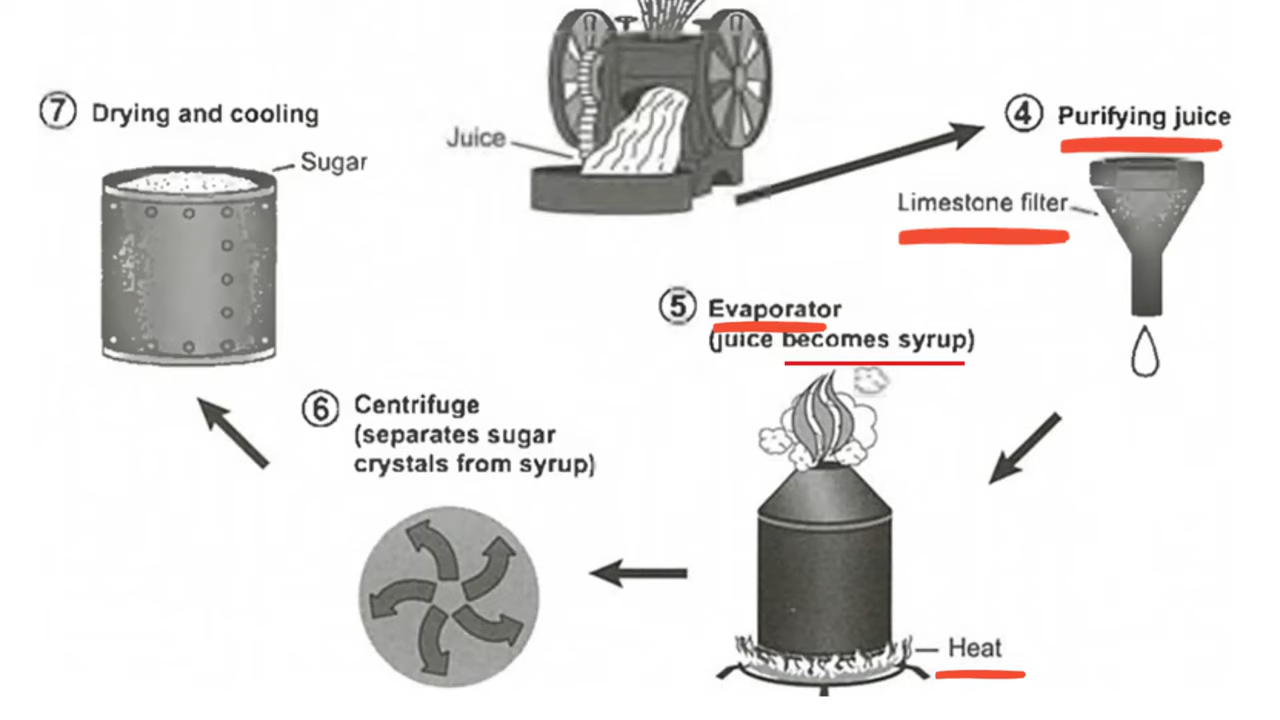 ⑦ Drying and cooling
Sugar
Juice
④ Purifying juice
Limestone filter
⑤ Evaporator
(juice becomes syrup)
⑥ Centrifuge
(separates sugar
crystals from syrup)
Heat